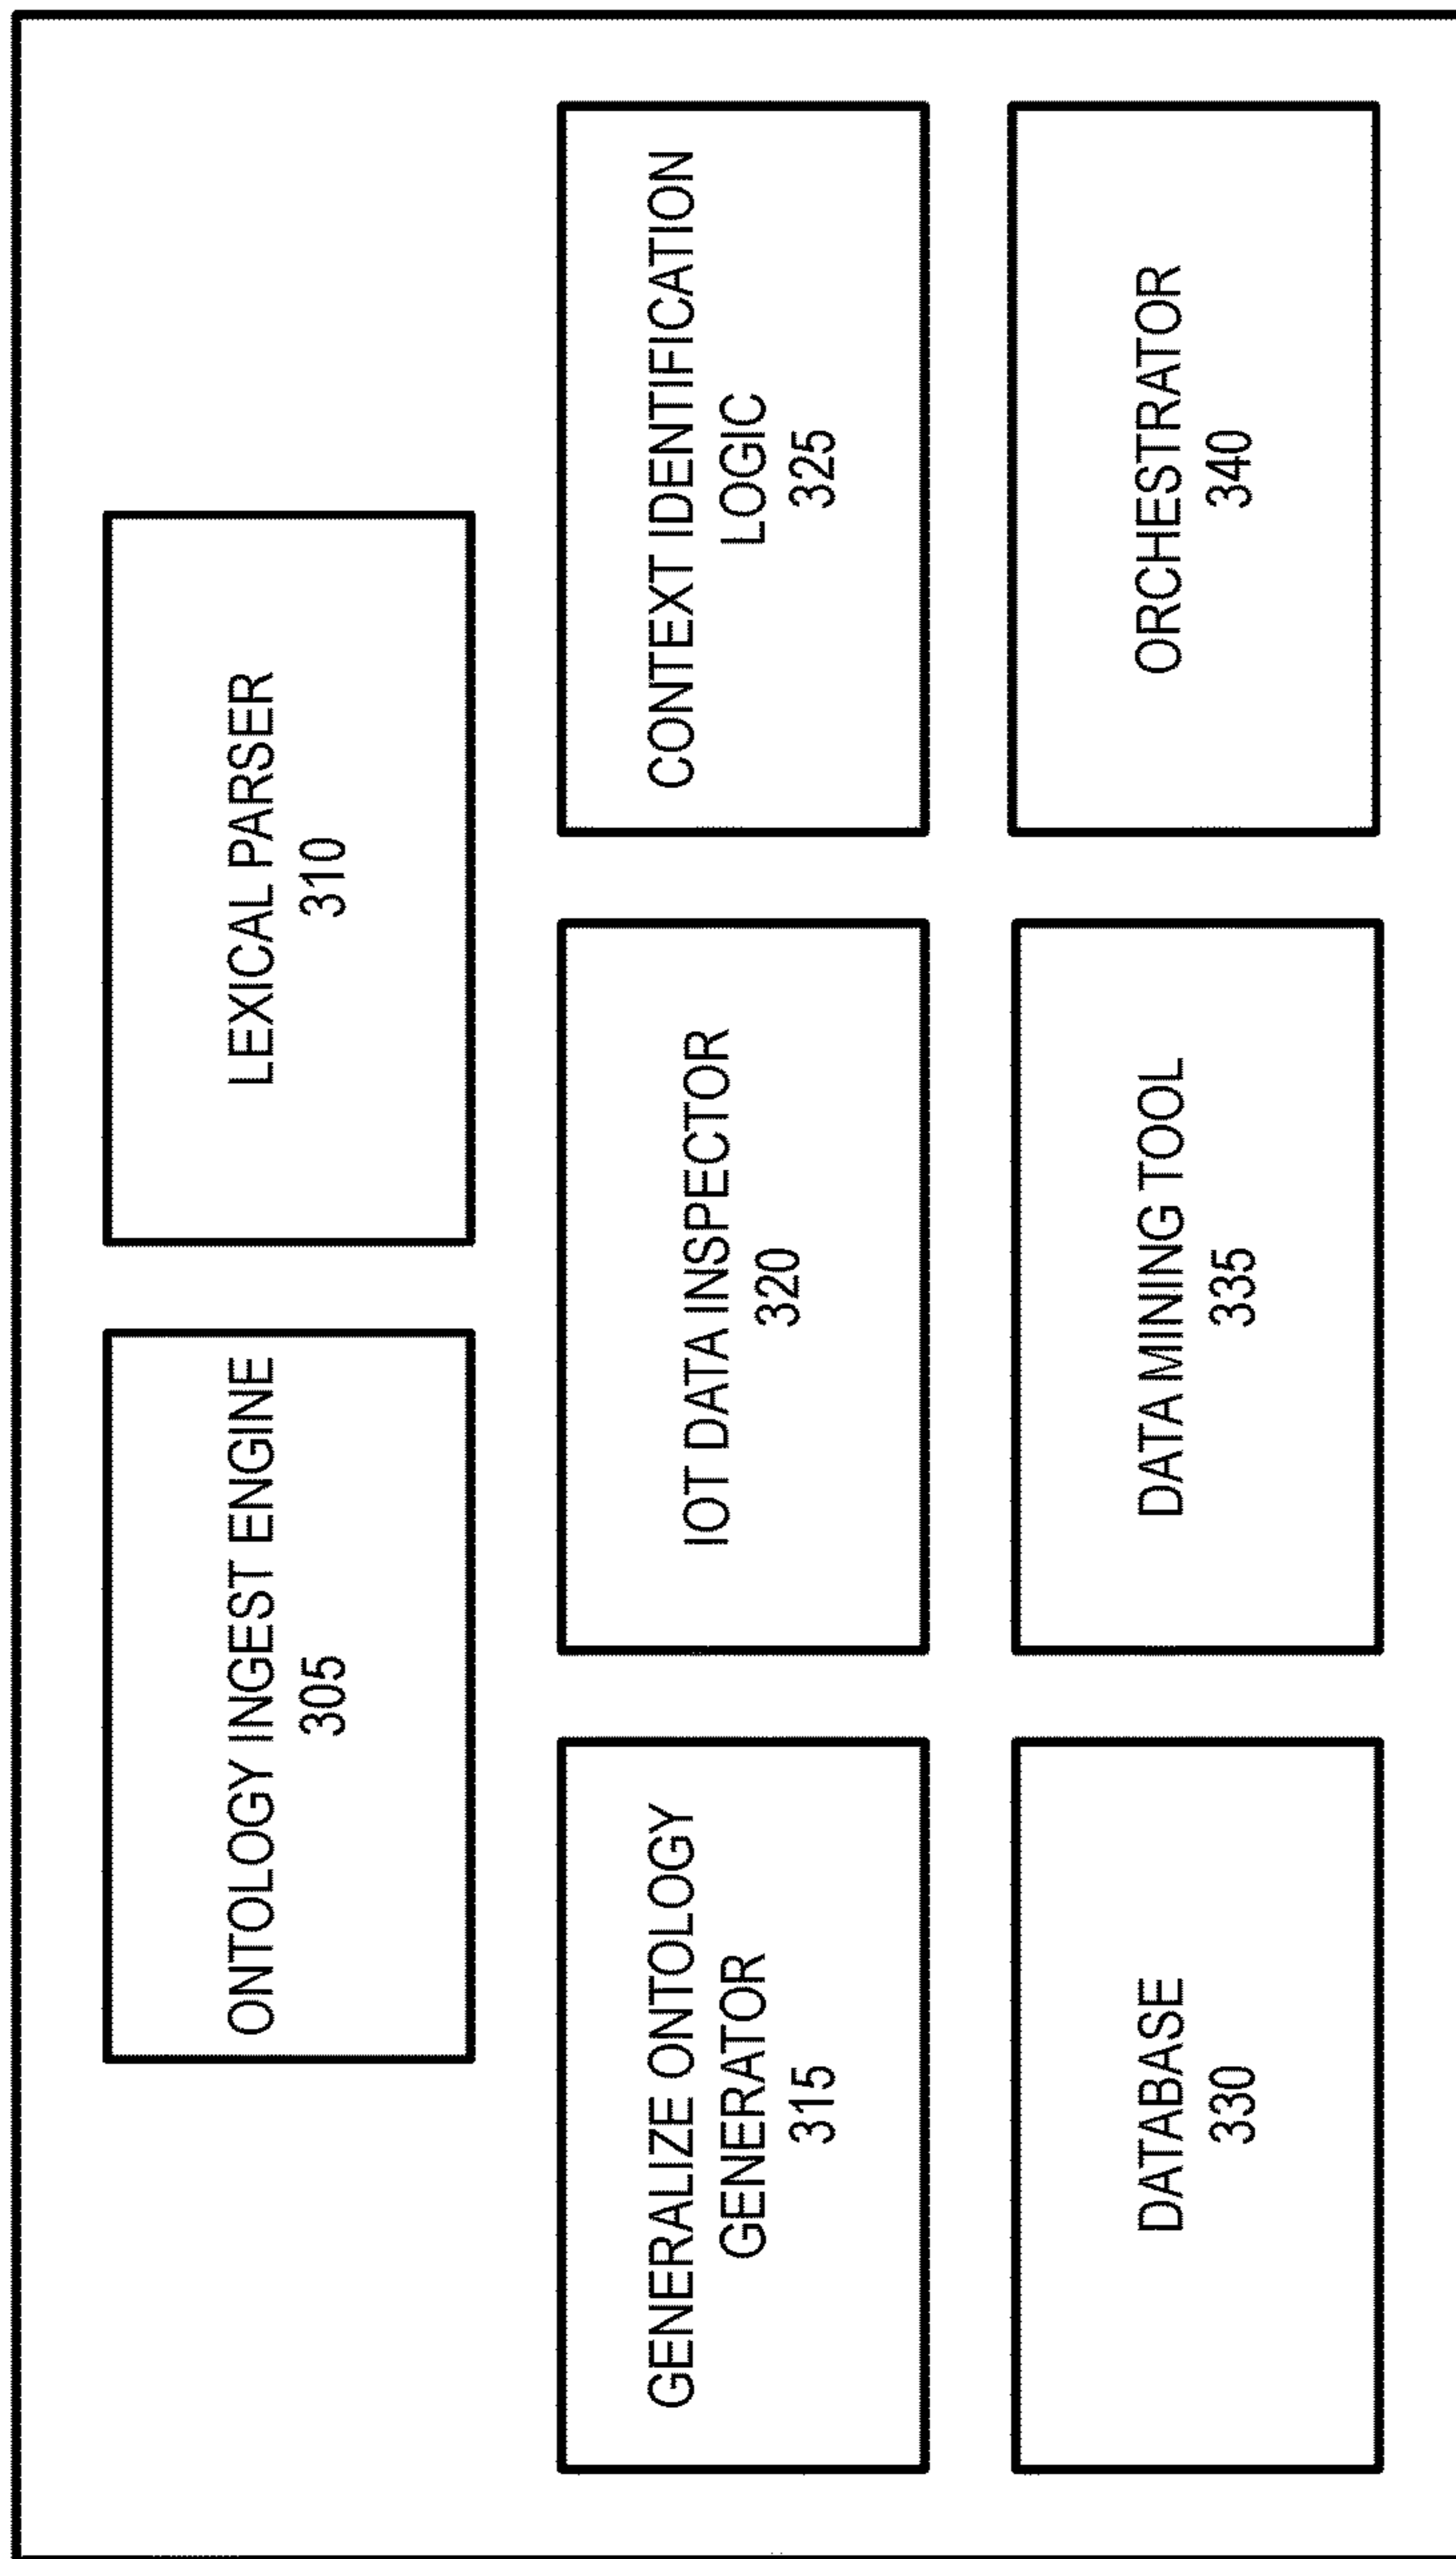 ONTOLOGY INGEST ENGINE
305
LEXICAL PARSER
310
GENERALIZE ONTOLOGY
GENERATOR
315
IOT DATA INSPECTOR
320
CONTEXT IDENTIFICATION
LOGIC
325
DATABASE
330
DATA MINING TOOL
335
ORCHESTRATOR
340